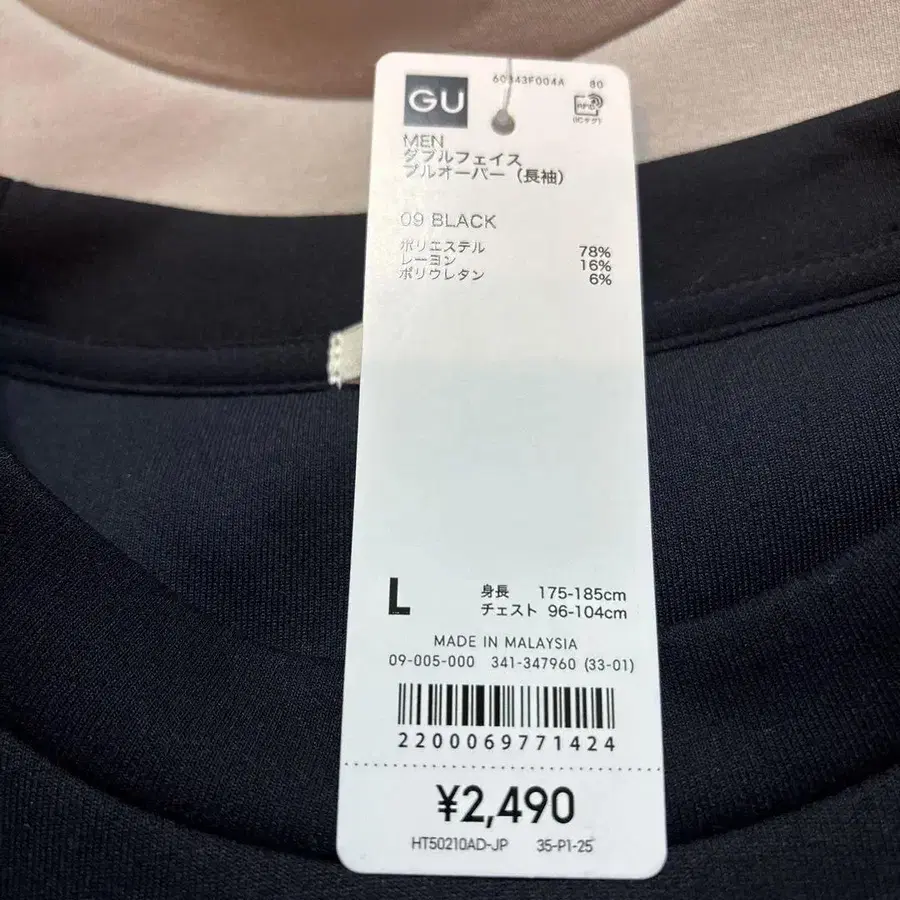 60343F004A 80
GU
RFID
(ICタグ)
MEN
ダブルフェイス
プルオーバー（長袖）
09 BLACK
ポリエステル 78%
レーヨン 16%
ポリウレタン 6%
L 身長 175-185cm
チェスト 96-104cm
MADE IN MALAYSIA
09-005-000 341-347960 (33-01)
2200069771424
¥2,490
HT50210AD-JP 35-P1-25